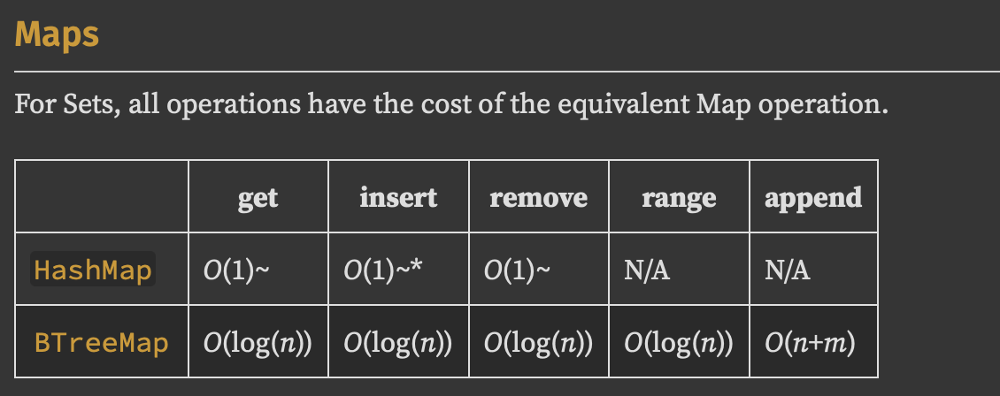 Maps
For Sets, all operations have the cost of the equivalent Map operation.
get insert remove range append
HashMap O(1)~ O(1)~* O(1)~ N/A N/A
BTreeMap O(log(n)) O(log(n)) O(log(n)) O(log(n)) O(n+m)